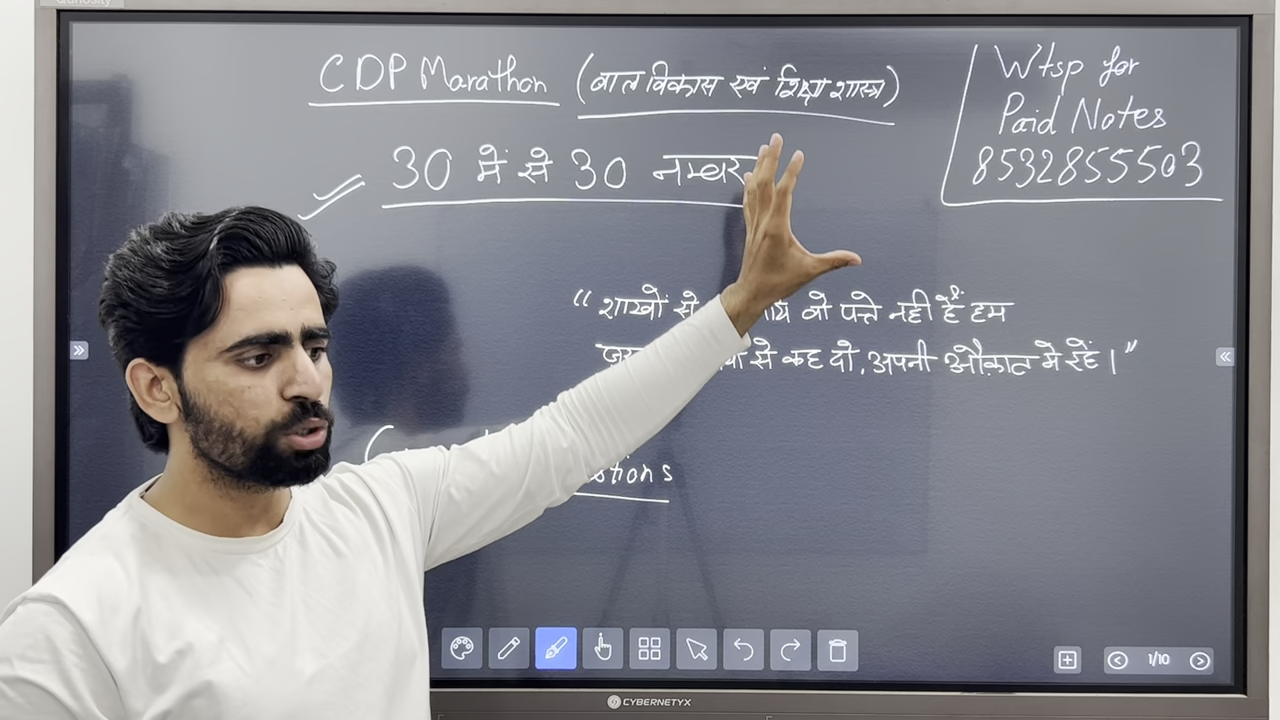 CDP Marathon (बाल विकास एवं शिक्षा शास्त्र)
30 में से 30 नम्बर
Wtsp for
Paid Notes
8532855503
“ शाखों से वो पत्ते नही हैं हम
से कह दो, अपनी औक़ात में रहें । ”
1/10
CYBERNETYX